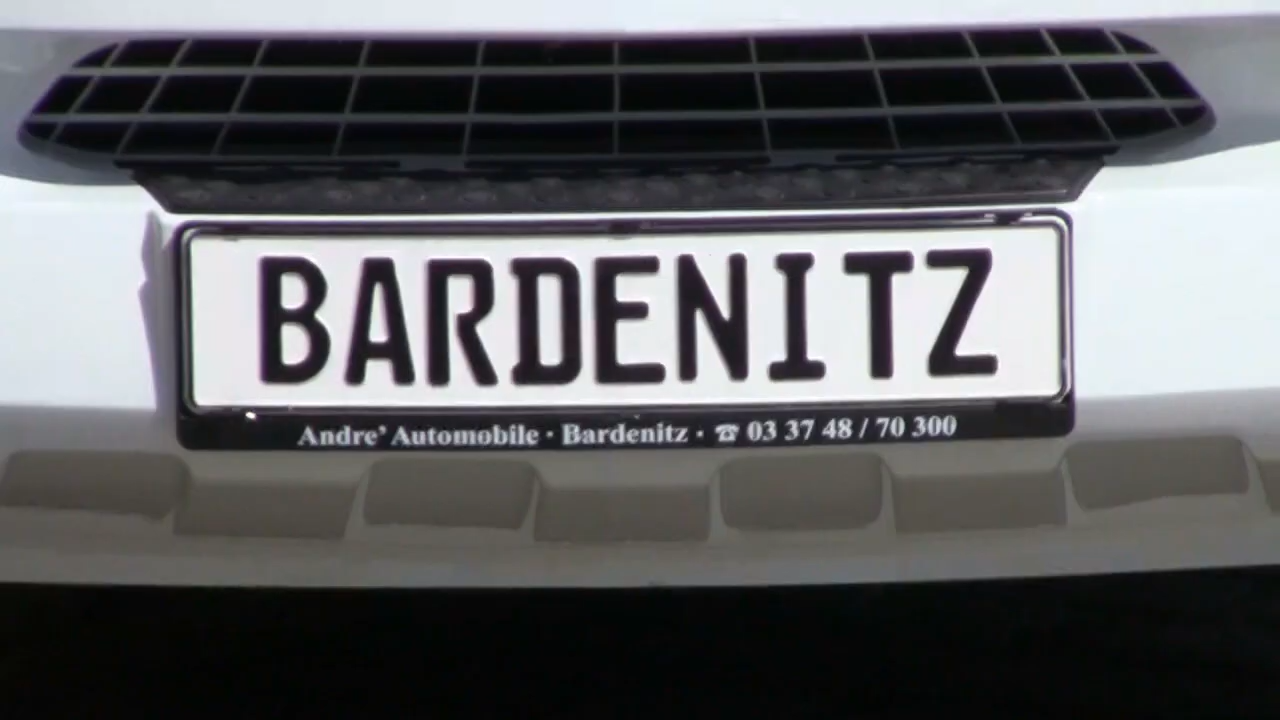 BARDENITZ
Andre' Automobile · Bardenitz · ☎ 03 37 48 / 70 300